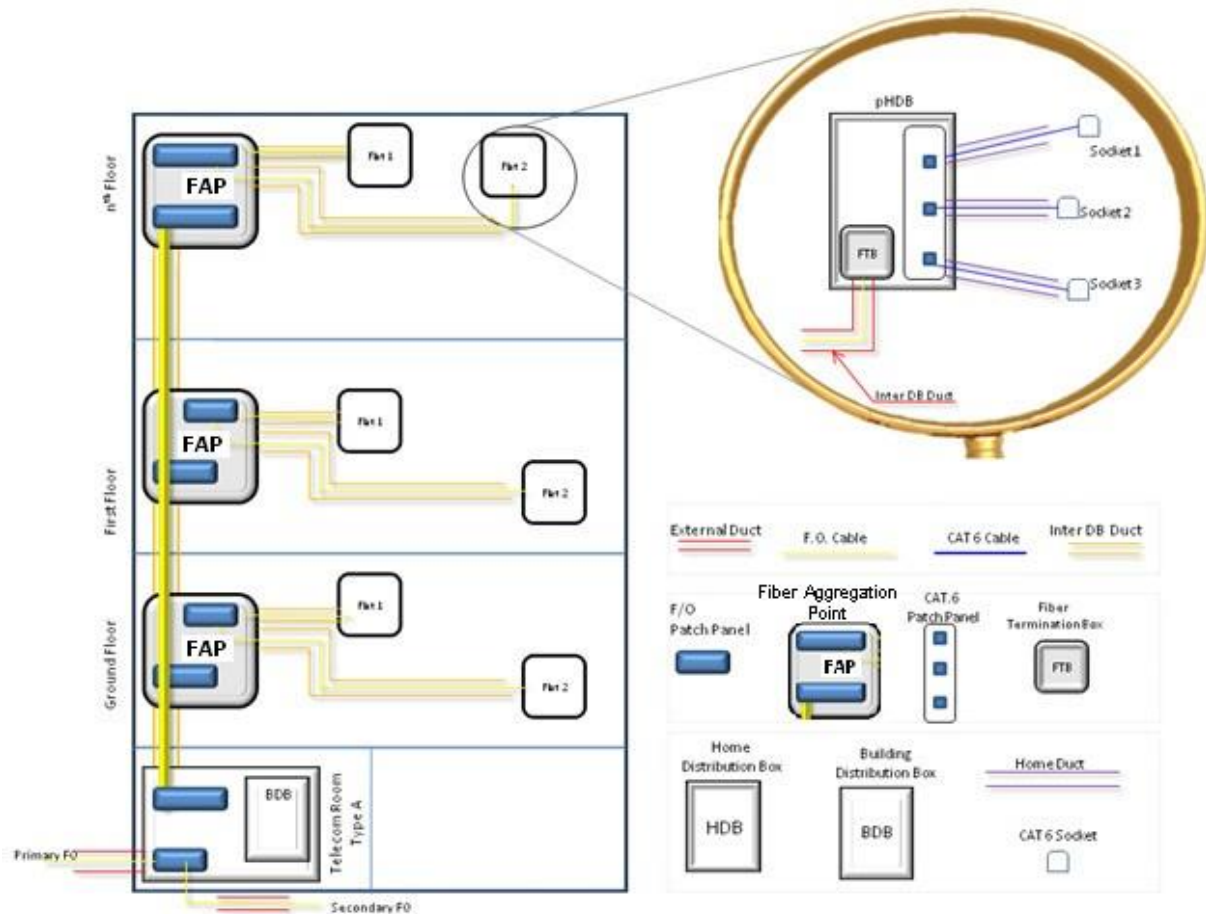 nth Floor
FAP
Flat 1
Flat 2
First Floor
FAP
Flat 1
Flat 2
Ground Floor
FAP
Flat 1
Flat 2
BDB
Telecom Room
Type A
Primary FO
Secondary FO
pHDB
FTB
Socket 1
Socket 2
Socket 3
Inter DB Duct
External Duct
F.O. Cable
CAT 6 Cable
Inter DB Duct
F/O
Patch Panel
Fiber Aggregation
Point
FAP
CAT.6
Patch Panel
Fiber
Termination Box
FTB
Home
Distribution Box
HDB
Building
Distribution Box
BDB
Home Duct
CAT 6 Socket